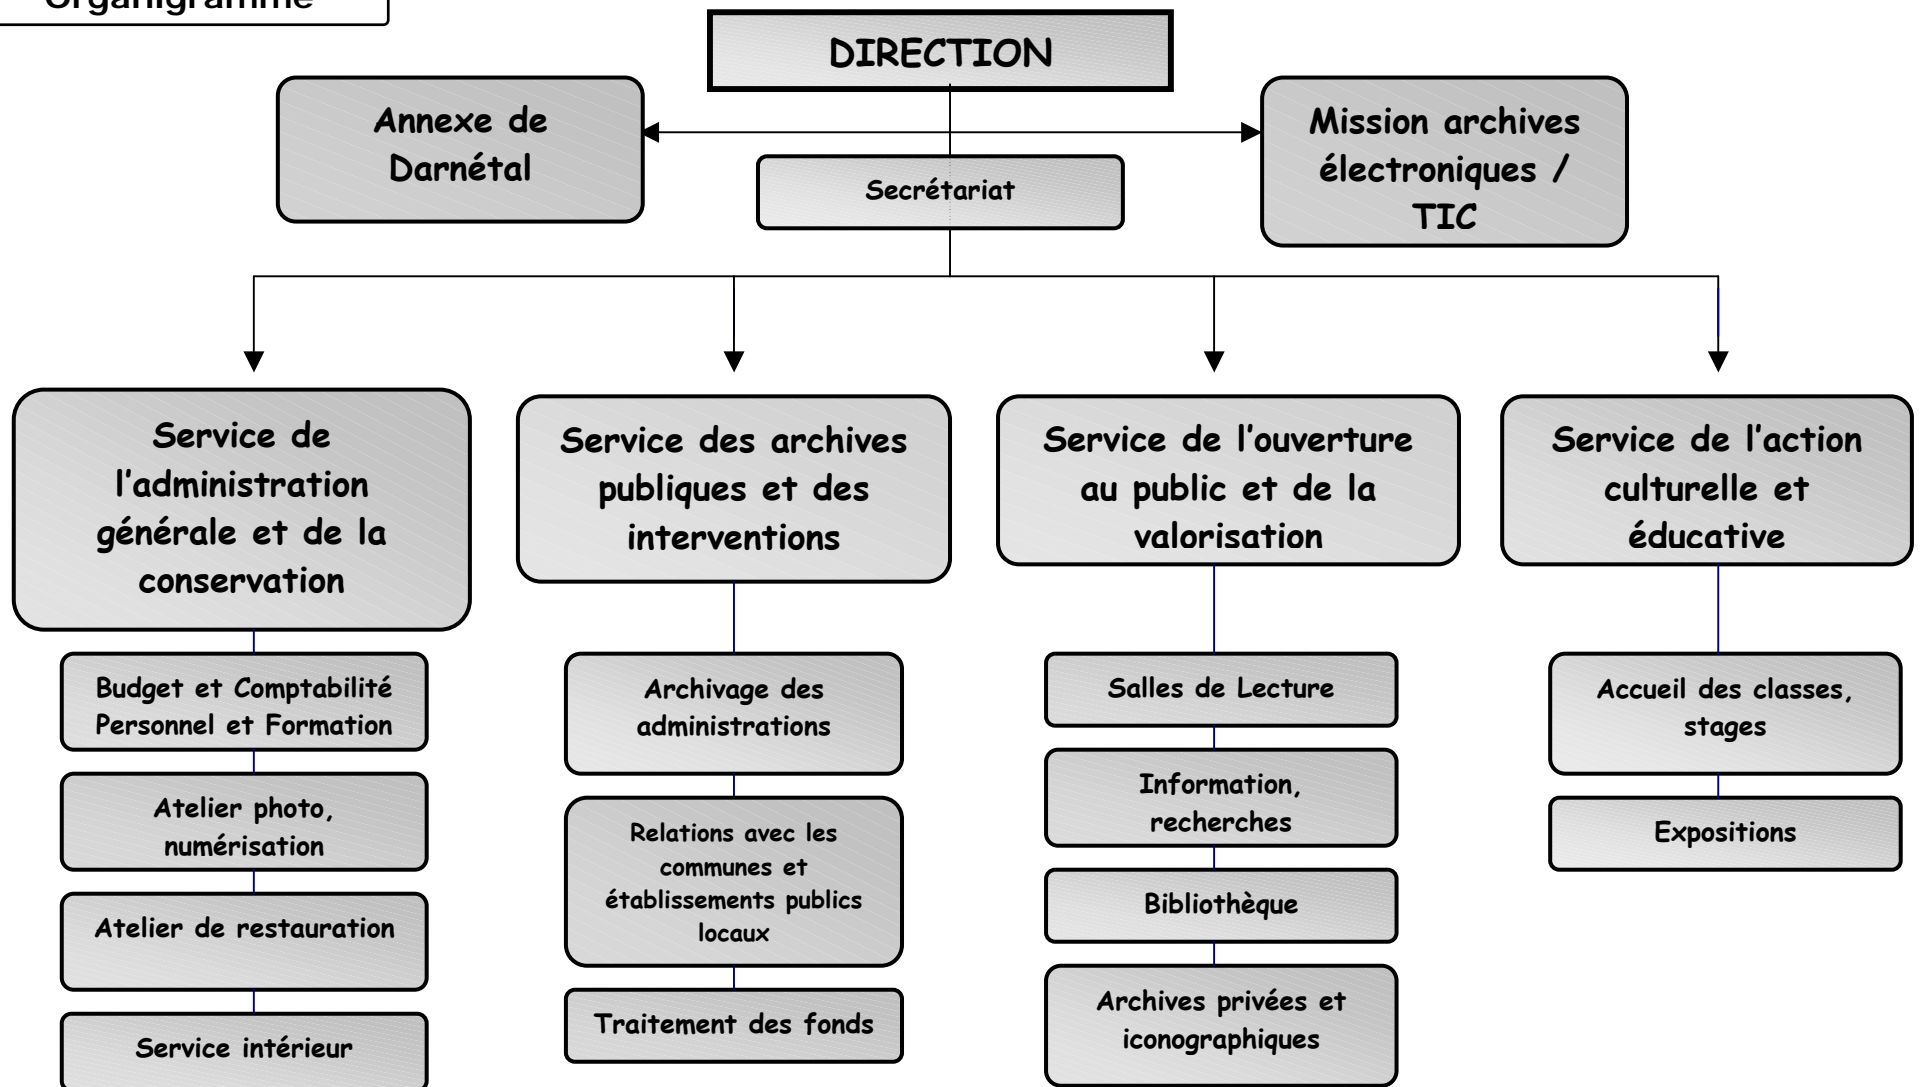 Organigramme
DIRECTION
Annexe de
Darnétal
Mission archives
électroniques /
TIC
Secrétariat
Service de
l'administration
générale et de la
conservation
Service des archives
publiques et des
interventions
Service de l'ouverture
au public et de la
valorisation
Service de l'action
culturelle et
éducative
Budget et Comptabilité
Personnel et Formation
Atelier photo,
numérisation
Atelier de restauration
Service intérieur
Archivage des
administrations
Relations avec les
communes et
établissements publics
locaux
Traitement des fonds
Salles de Lecture
Information,
recherches
Bibliothèque
Archives privées et
iconographiques
Accueil des classes,
stages
Expositions